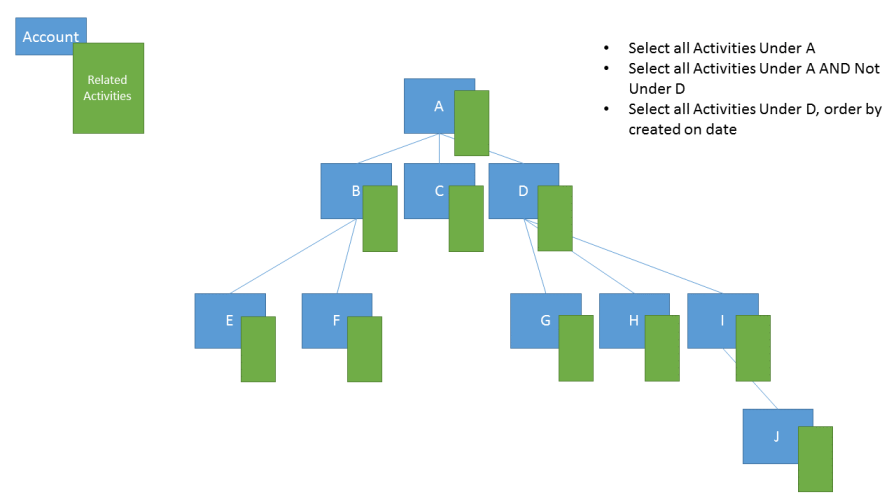 Account
Related
Activities
• Select all Activities Under A
• Select all Activities Under A AND Not
Under D
• Select all Activities Under D, order by
created on date
A
B
C
D
E
F
G
H
I
J